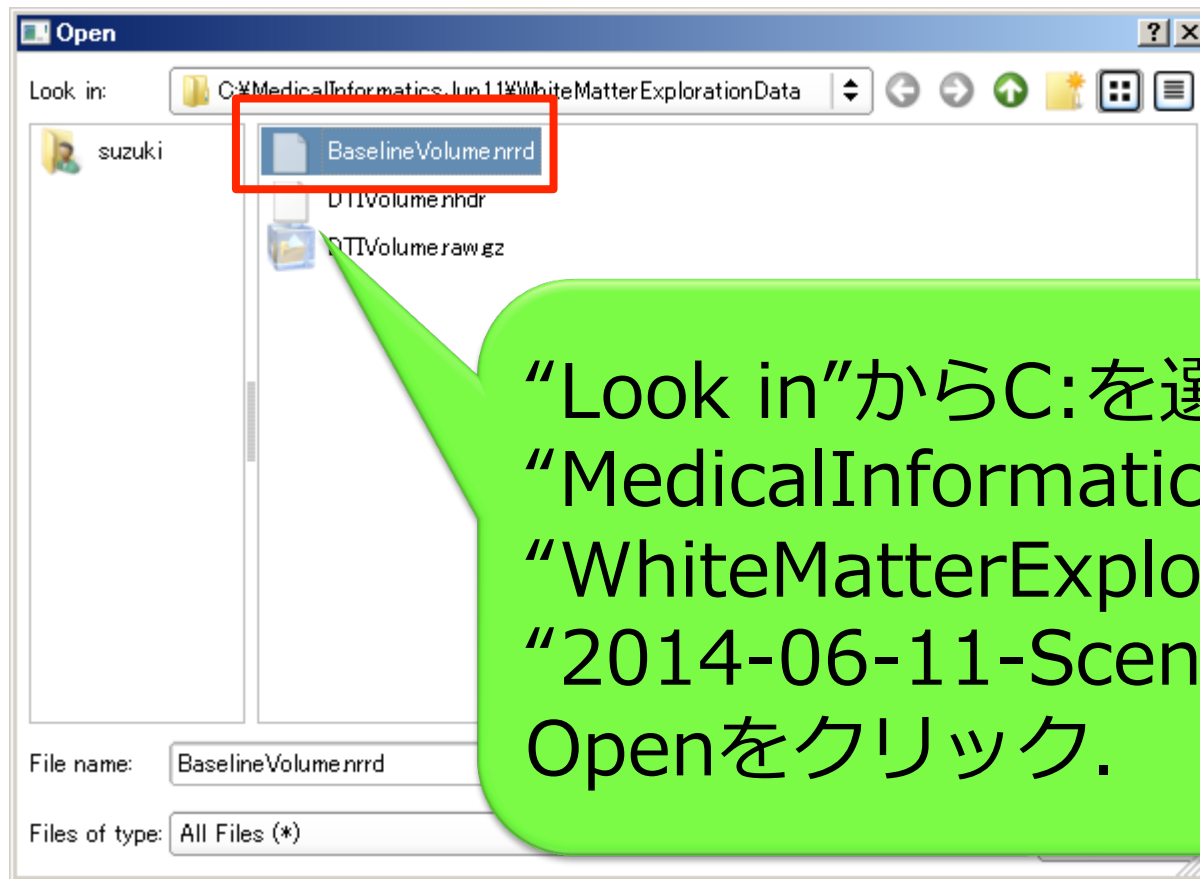 Open
Look in: C:¥MedicalInformaticsJun11¥WhiteMatterExplorationData
suzuki
BaselineVolume.nrrd
DTIVolume.nhdr
DTIVolume.raw.gz
“Look in”からC:を
“MedicalInformatic
“WhiteMatterExplo
“2014-06-11-Scen
Openをクリック.
File name: BaselineVolume.nrrd
Files of type: All Files (*)